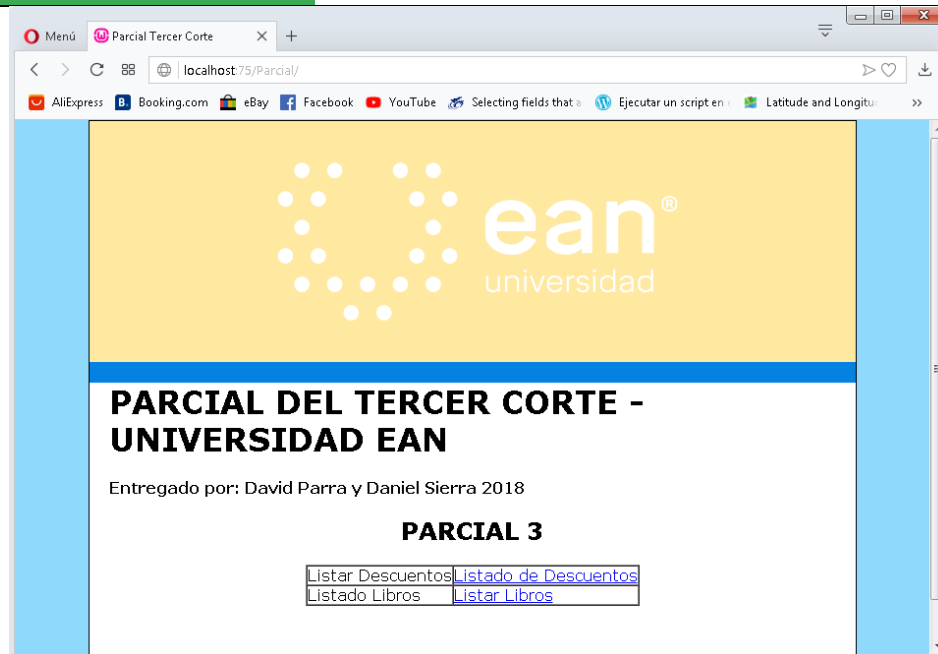 Menú
Parcial Tercer Corte
localhost:75/Parcial/
AliExpress
B. Booking.com
eBay
Facebook
YouTube
Selecting fields that a
Ejecutar un script en
Latitude and Longitu
ean®
universidad
PARCIAL DEL TERCER CORTE -
UNIVERSIDAD EAN
Entregado por: David Parra y Daniel Sierra 2018
PARCIAL 3
Listar Descuentos Listado de Descuentos
Listado Libros Listar Libros